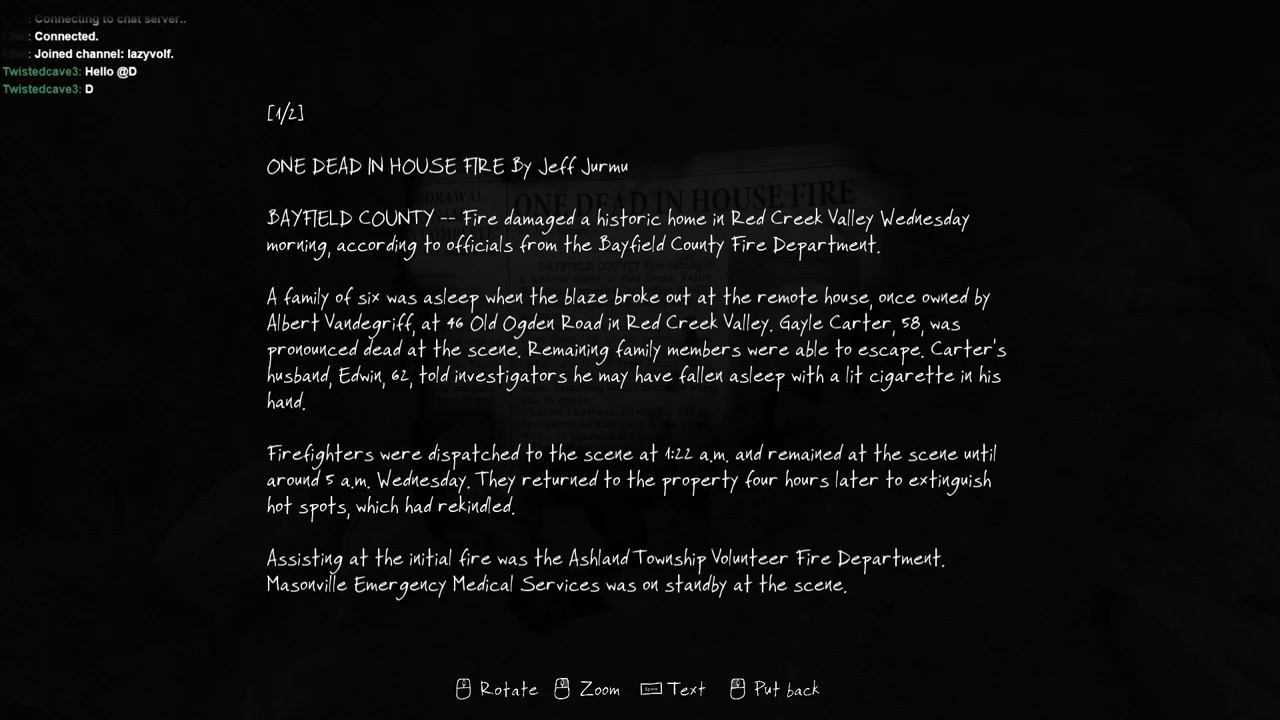 : Connecting to chat server..
: Connected.
: Joined channel: lazyvolf.
Twistedcave3: Hello @D
Twistedcave3: D
[1/2]
ONE DEAD IN HOUSE FIRE By Jeff Jurmu
BAYFIELD COUNTY -- Fire damaged a historic home in Red Creek Valley Wednesday
morning, according to officials from the Bayfield County Fire Department.
A family of six was asleep when the blaze broke out at the remote house, once owned by
Albert Vandegriff, at 46 Old Ogden Road in Red Creek Valley. Gayle Carter, 58, was
pronounced dead at the scene. Remaining family members were able to escape. Carter's
husband, Edwin, 62, told investigators he may have fallen asleep with a lit cigarette in his
hand.
Firefighters were dispatched to the scene at 1:22 a.m. and remained at the scene until
around 5 a.m. Wednesday. They returned to the property four hours later to extinguish
hot spots, which had rekindled.
Assisting at the initial fire was the Ashland Township Volunteer Fire Department.
Masonville Emergency Medical Services was on standby at the scene.
Rotate Zoom Text Put back